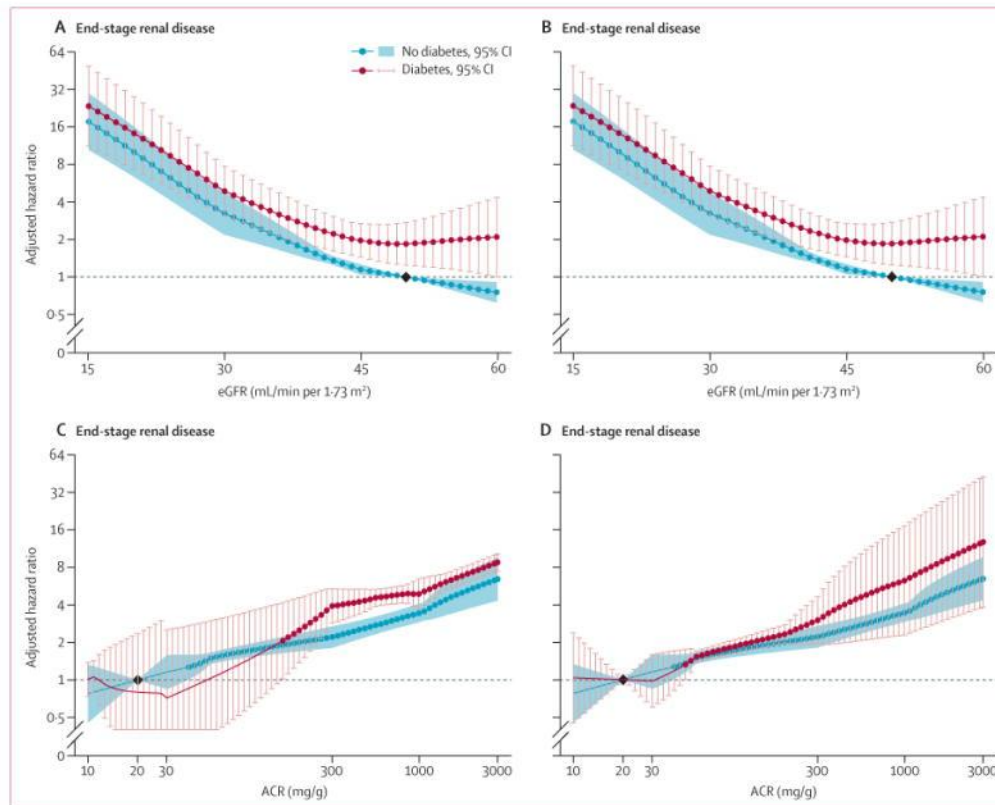 A End-stage renal disease
B End-stage renal disease
No diabetes, 95% CI
Diabetes, 95% CI
Adjusted hazard ratio
64
32
16
8
4
2
1
0·5
0
15 30 45 60
15 30 45 60
eGFR (mL/min per 1·73 m²)
eGFR (mL/min per 1·73 m²)
C End-stage renal disease
D End-stage renal disease
Adjusted hazard ratio
64
32
16
8
4
2
1
0·5
0
10 20 30 300 1000 3000
10 20 30 300 1000 3000
ACR (mg/g)
ACR (mg/g)